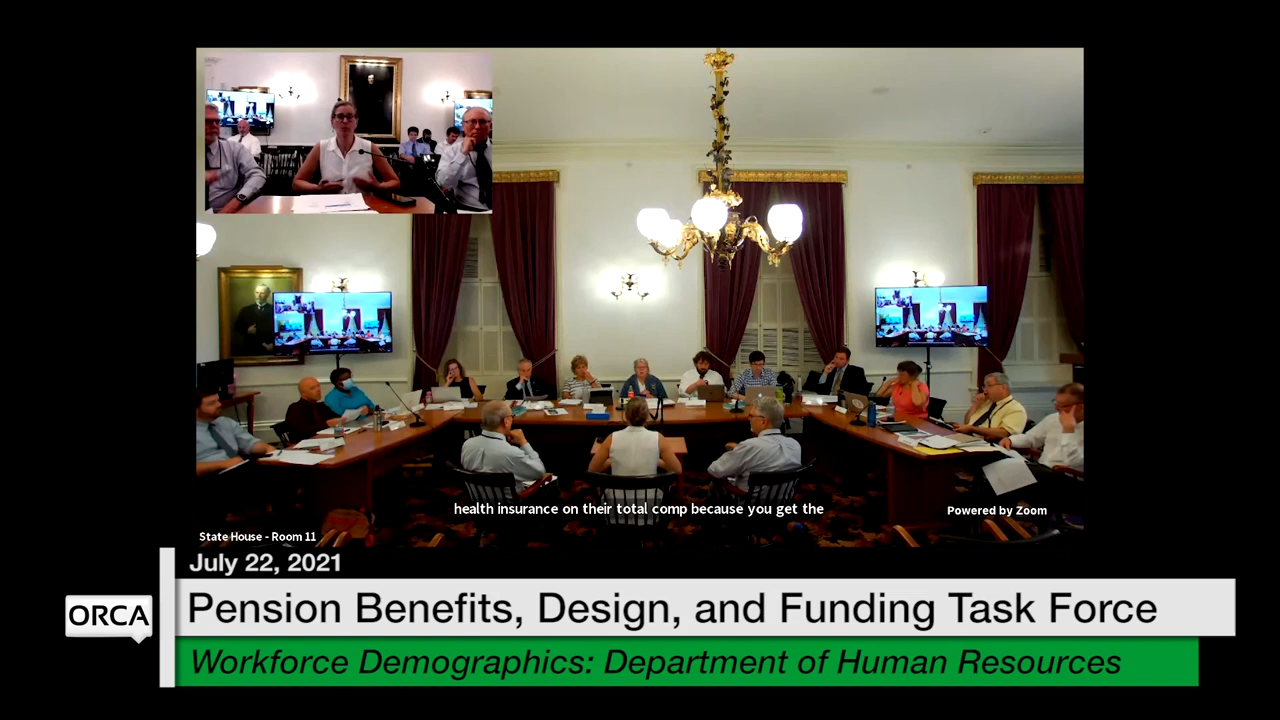 health insurance on their total comp because you get the
Powered by Zoom
State House - Room 11
July 22, 2021
ORCA
Pension Benefits, Design, and Funding Task Force
Workforce Demographics: Department of Human Resources